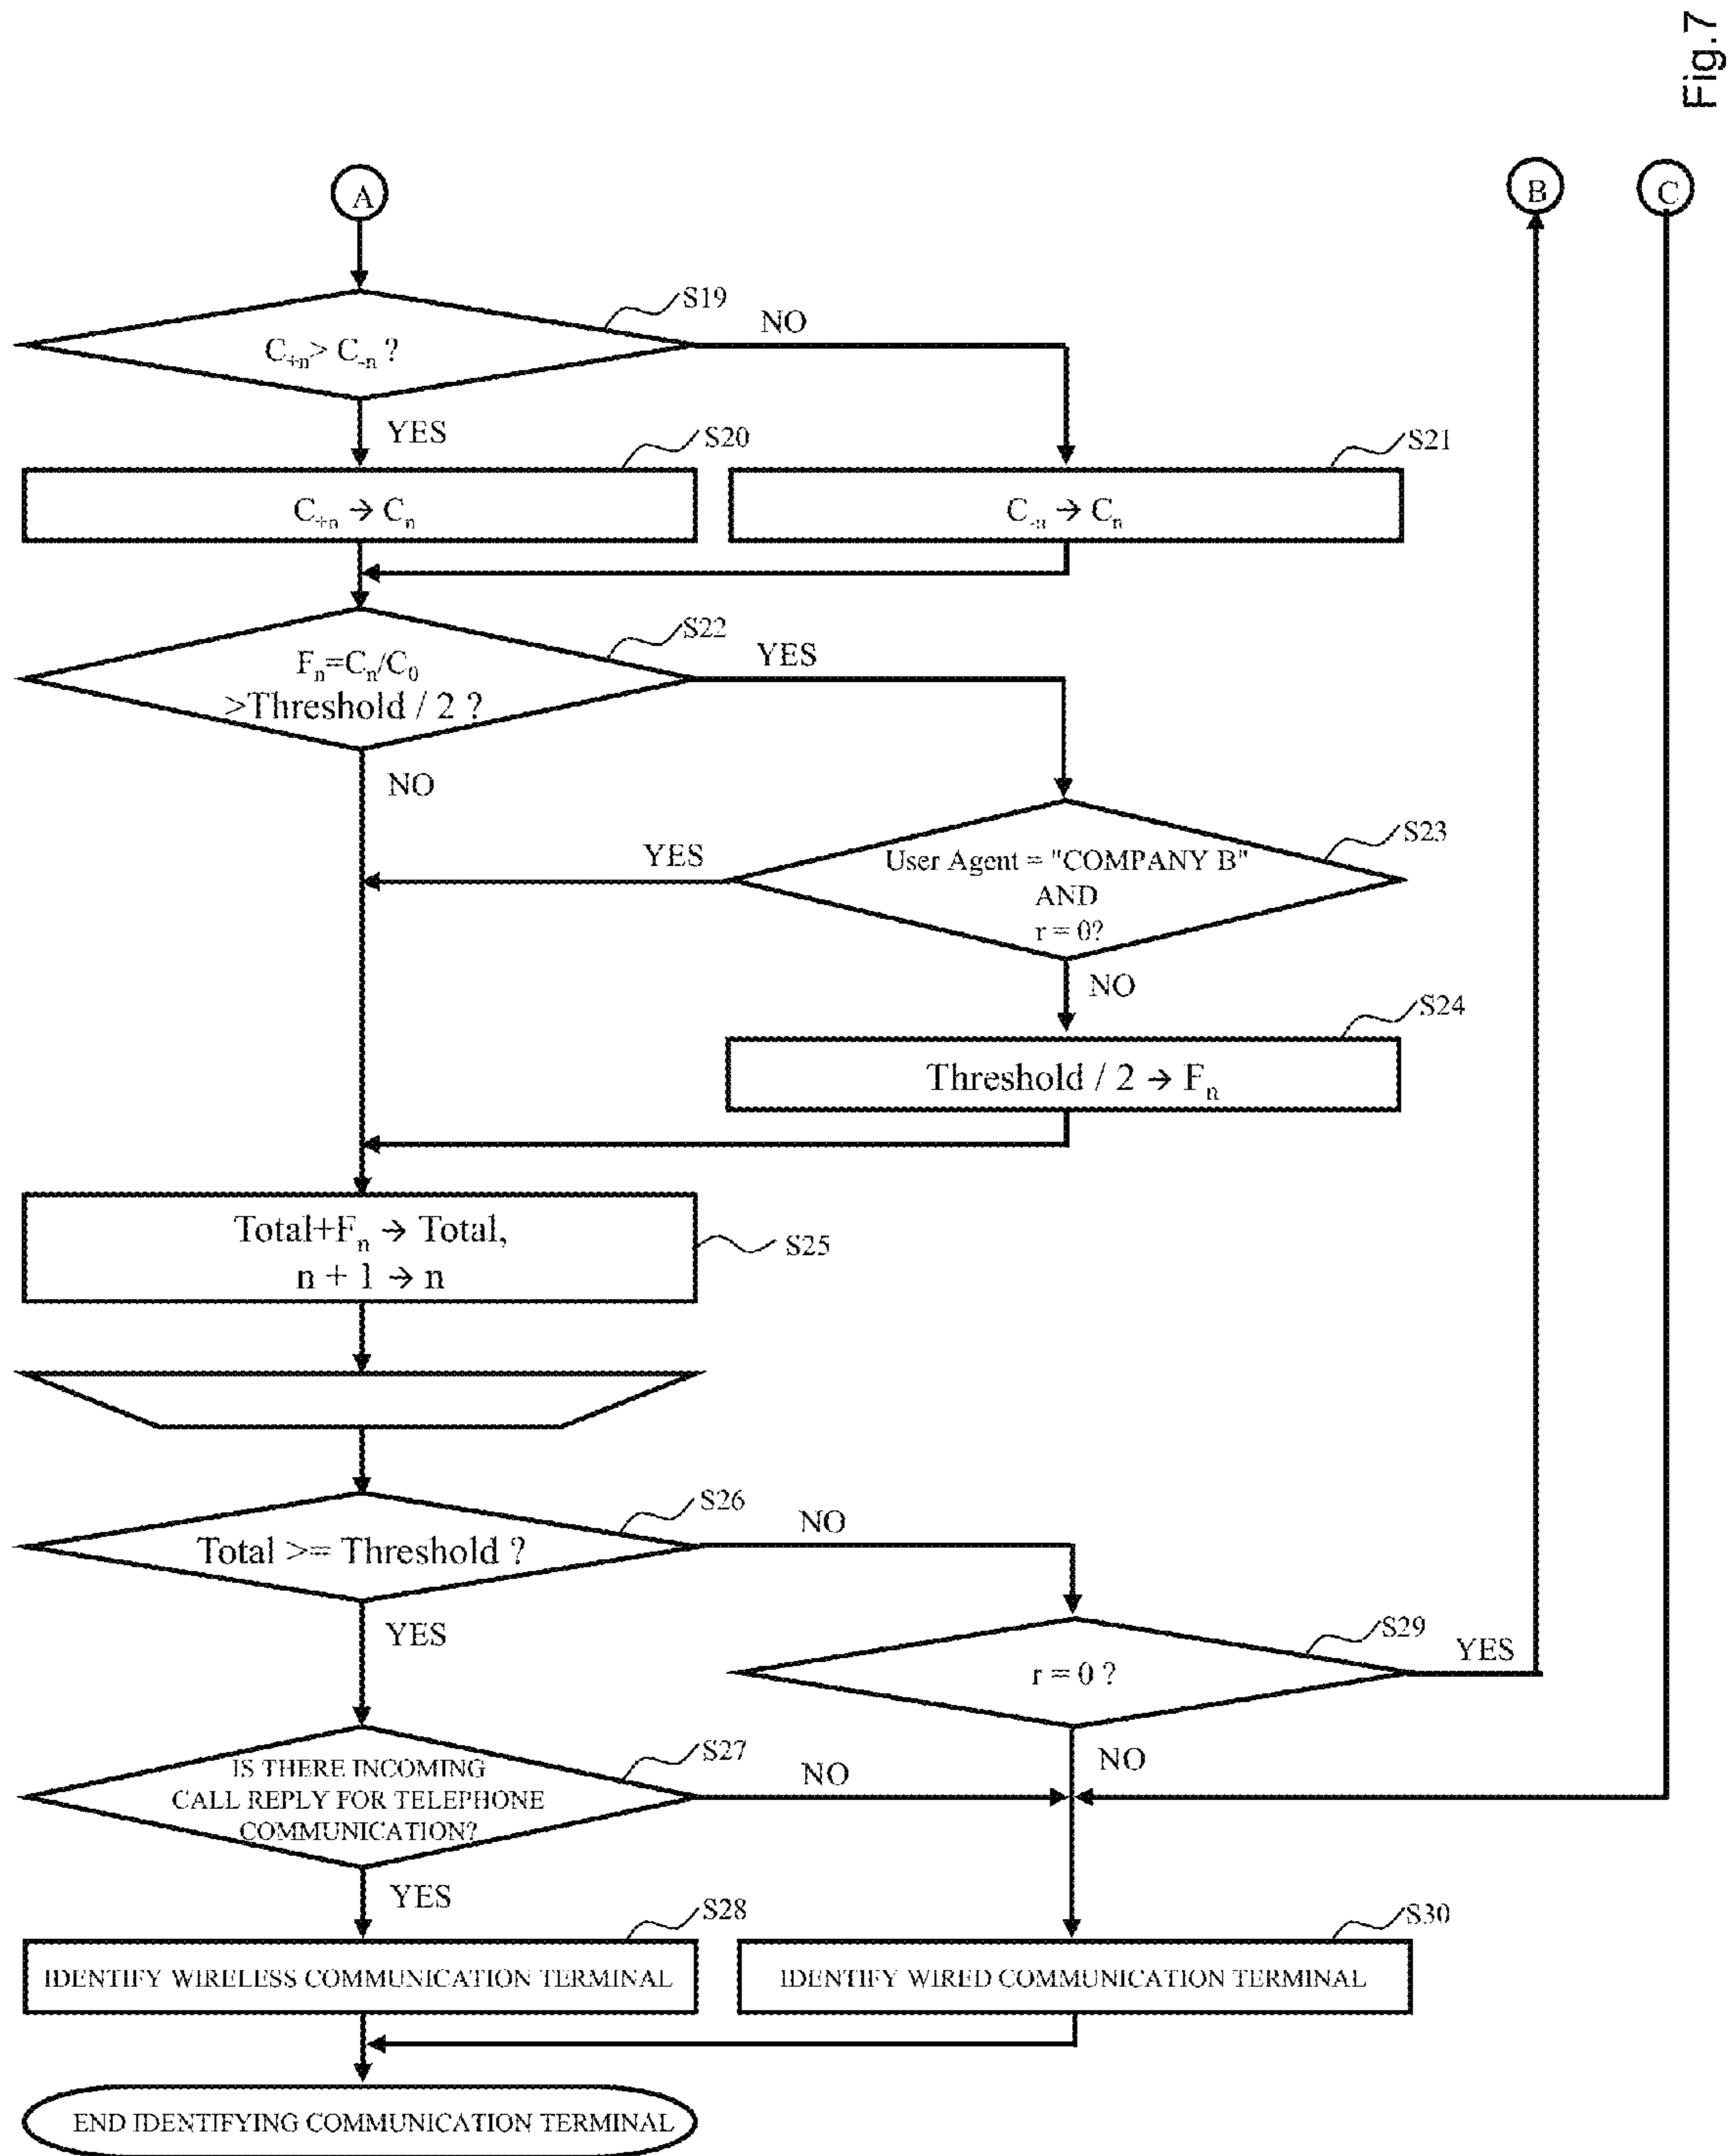 Fig.7
A
B
C
S19
C+n> C-n ?
NO
YES
S20
C+n → Cn
S21
C-n → Cn
S22
Fn=Cn/C0
>Threshold / 2 ?
YES
NO
S23
User Agent = "COMPANY B"
AND
r = 0?
YES
NO
S24
Threshold / 2 → Fn
Total+Fn → Total,
n + 1 → n
S25
S26
Total >= Threshold ?
NO
YES
S29
r = 0 ?
YES
NO
S27
IS THERE INCOMING
CALL REPLY FOR TELEPHONE
COMMUNICATION?
NO
YES
S28
IDENTIFY WIRELESS COMMUNICATION TERMINAL
S30
IDENTIFY WIRED COMMUNICATION TERMINAL
END IDENTIFYING COMMUNICATION TERMINAL